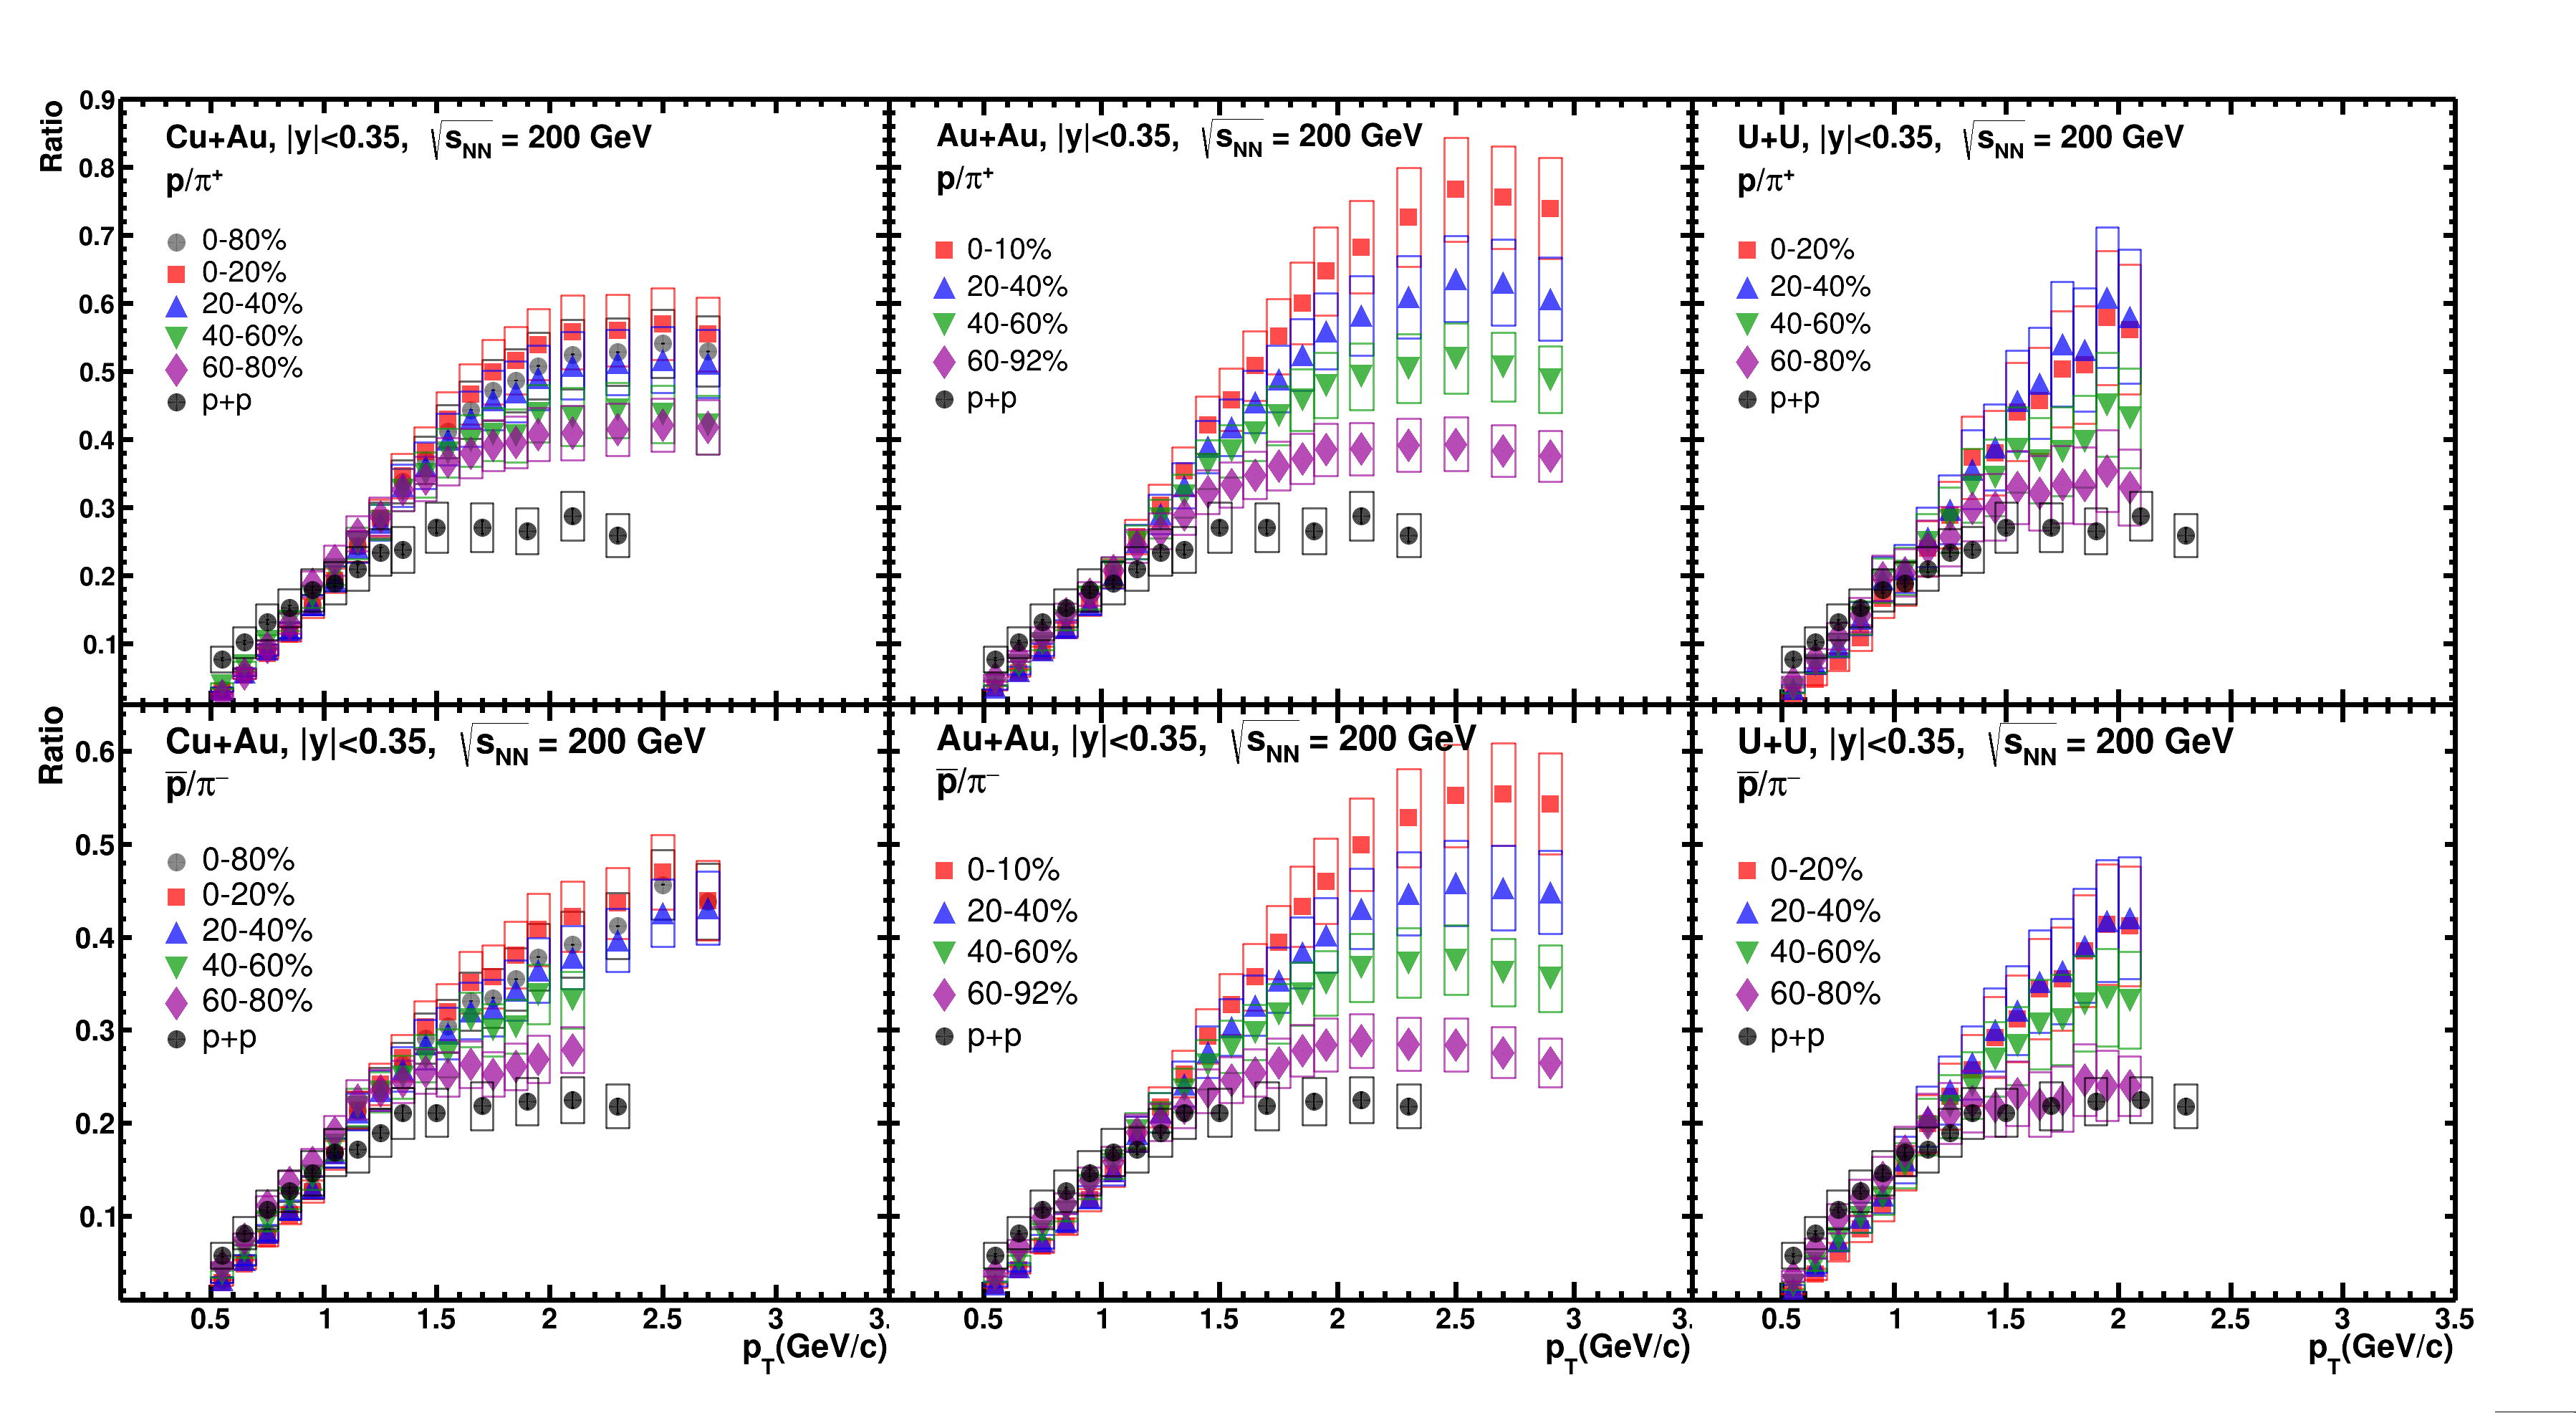 Ratio
0.9
0.8
0.7
0.6
0.5
0.4
0.3
0.2
0.1
Cu+Au, |y|<0.35, √sNN = 200 GeV
p/π⁺
0-80%
0-20%
20-40%
40-60%
60-80%
p+p
Au+Au, |y|<0.35, √sNN = 200 GeV
p/π⁺
0-10%
20-40%
40-60%
60-92%
p+p
U+U, |y|<0.35, √sNN = 200 GeV
p/π⁺
0-20%
20-40%
40-60%
60-80%
p+p
Ratio
0.6
0.5
0.4
0.3
0.2
0.1
Cu+Au, |y|<0.35, √sNN = 200 GeV
p̅/π⁻
0-80%
0-20%
20-40%
40-60%
60-80%
p+p
0.5 1 1.5 2 2.5 3 3.
pT(GeV/c)
Au+Au, |y|<0.35, √sNN = 200 GeV
p̅/π⁻
0-10%
20-40%
40-60%
60-92%
p+p
0.5 1 1.5 2 2.5 3 3.
pT(GeV/c)
U+U, |y|<0.35, √sNN = 200 GeV
p̅/π⁻
0-20%
20-40%
40-60%
60-80%
p+p
0.5 1 1.5 2 2.5 3 3.5
pT(GeV/c)